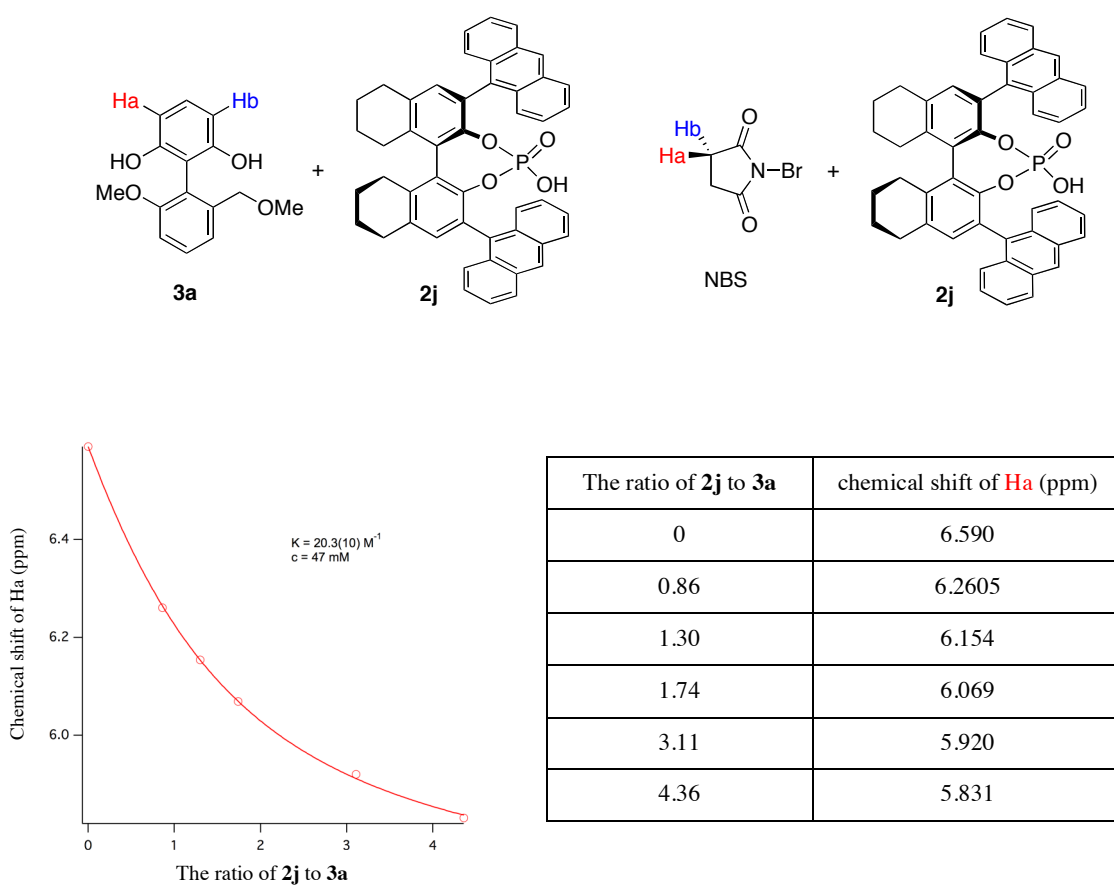 Ha Hb
HO OH
MeO OMe
3a
+
O O P O OH
2j
Hb Ha O N Br O
NBS
+
O O P O OH
2j
Chemical shift of Ha (ppm)
6.4
6.2
6.0
K = 20.3(10) M-1
c = 47 mM
0 1 2 3 4
The ratio of 2j to 3a
The ratio of 2j to 3a chemical shift of Ha (ppm)
0 6.590
0.86 6.2605
1.30 6.154
1.74 6.069
3.11 5.920
4.36 5.831